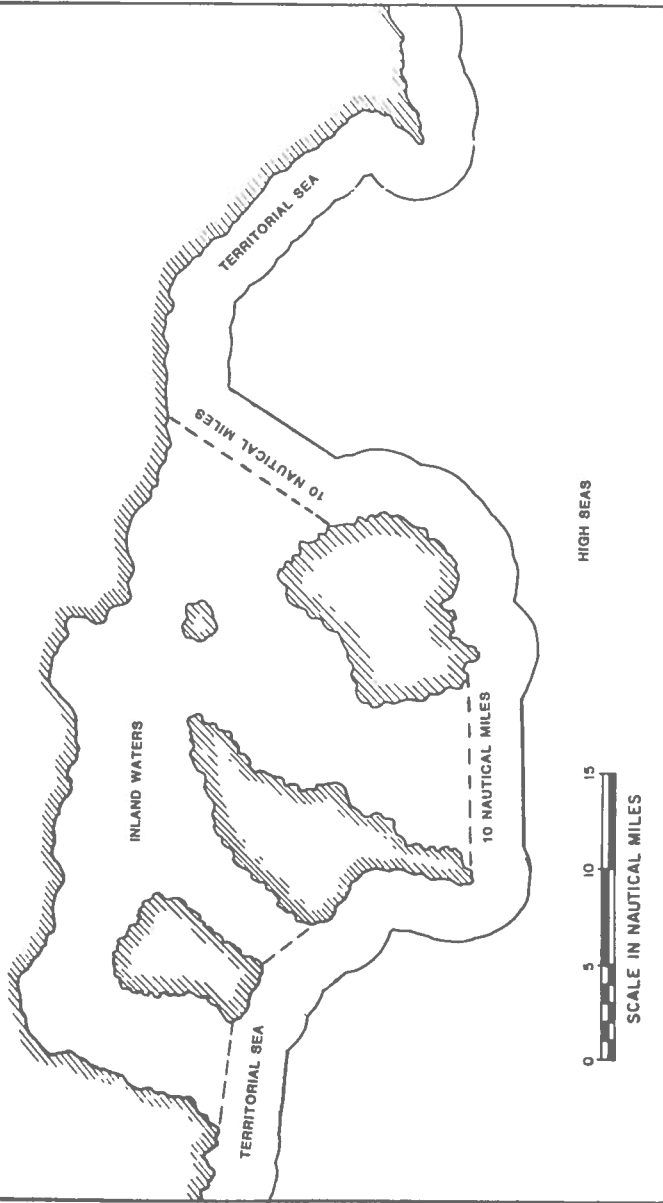 TERRITORIAL SEA
INLAND WATERS
10 NAUTICAL MILES
TERRITORIAL SEA
10 NAUTICAL MILES
HIGH SEAS
0 5 10 15
SCALE IN NAUTICAL MILES